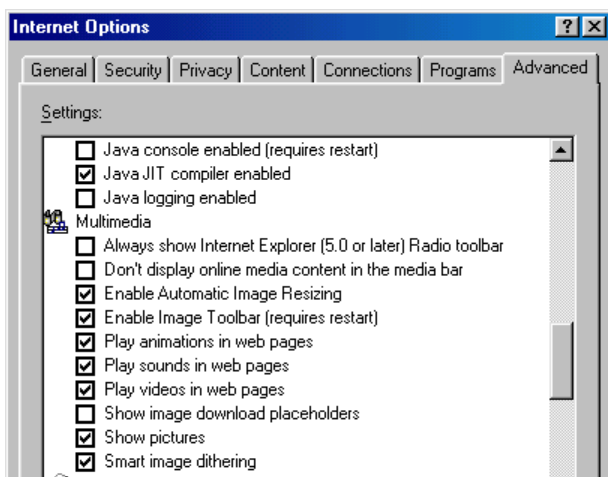 Internet Options
General Security Privacy Content Connections Programs Advanced
Settings:
Java console enabled (requires restart)
Java JIT compiler enabled
Java logging enabled
Multimedia
Always show Internet Explorer (5.0 or later) Radio toolbar
Don't display online media content in the media bar
Enable Automatic Image Resizing
Enable Image Toolbar (requires restart)
Play animations in web pages
Play sounds in web pages
Play videos in web pages
Show image download placeholders
Show pictures
Smart image dithering